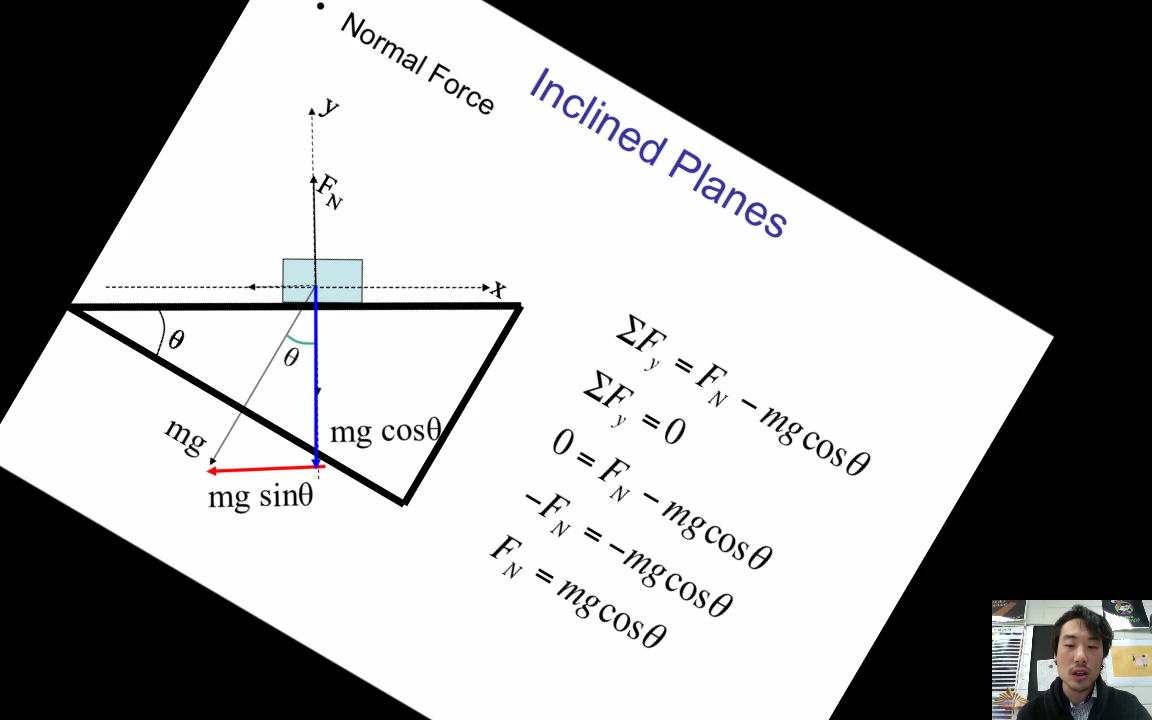 Inclined Planes
• Normal Force
y
F_N
x
θ
θ
mg
mg cosθ
mg sinθ
ΣF_y = F_N − mg cosθ
ΣF_y = 0
0 = F_N − mg cosθ
−F_N = −mg cosθ
F_N = mg cosθ